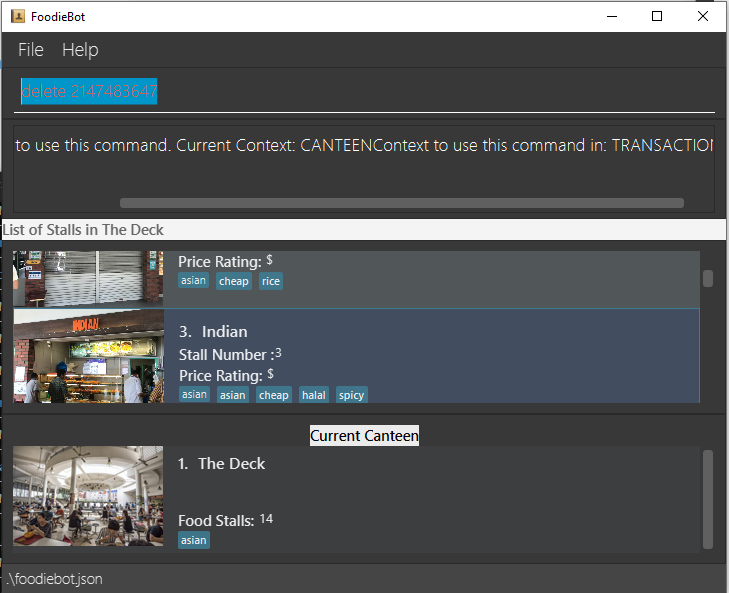 FoodieBot
File Help
delete 2147483647
to use this command. Current Context: CANTEENContext to use this command in: TRANSACTION
List of Stalls in The Deck
Price Rating: $
asian cheap rice
INDIAN
3. Indian
Stall Number :3
Price Rating: $
asian asian cheap halal spicy
Current Canteen
1. The Deck
Food Stalls: 14
asian
.\foodiebot.json